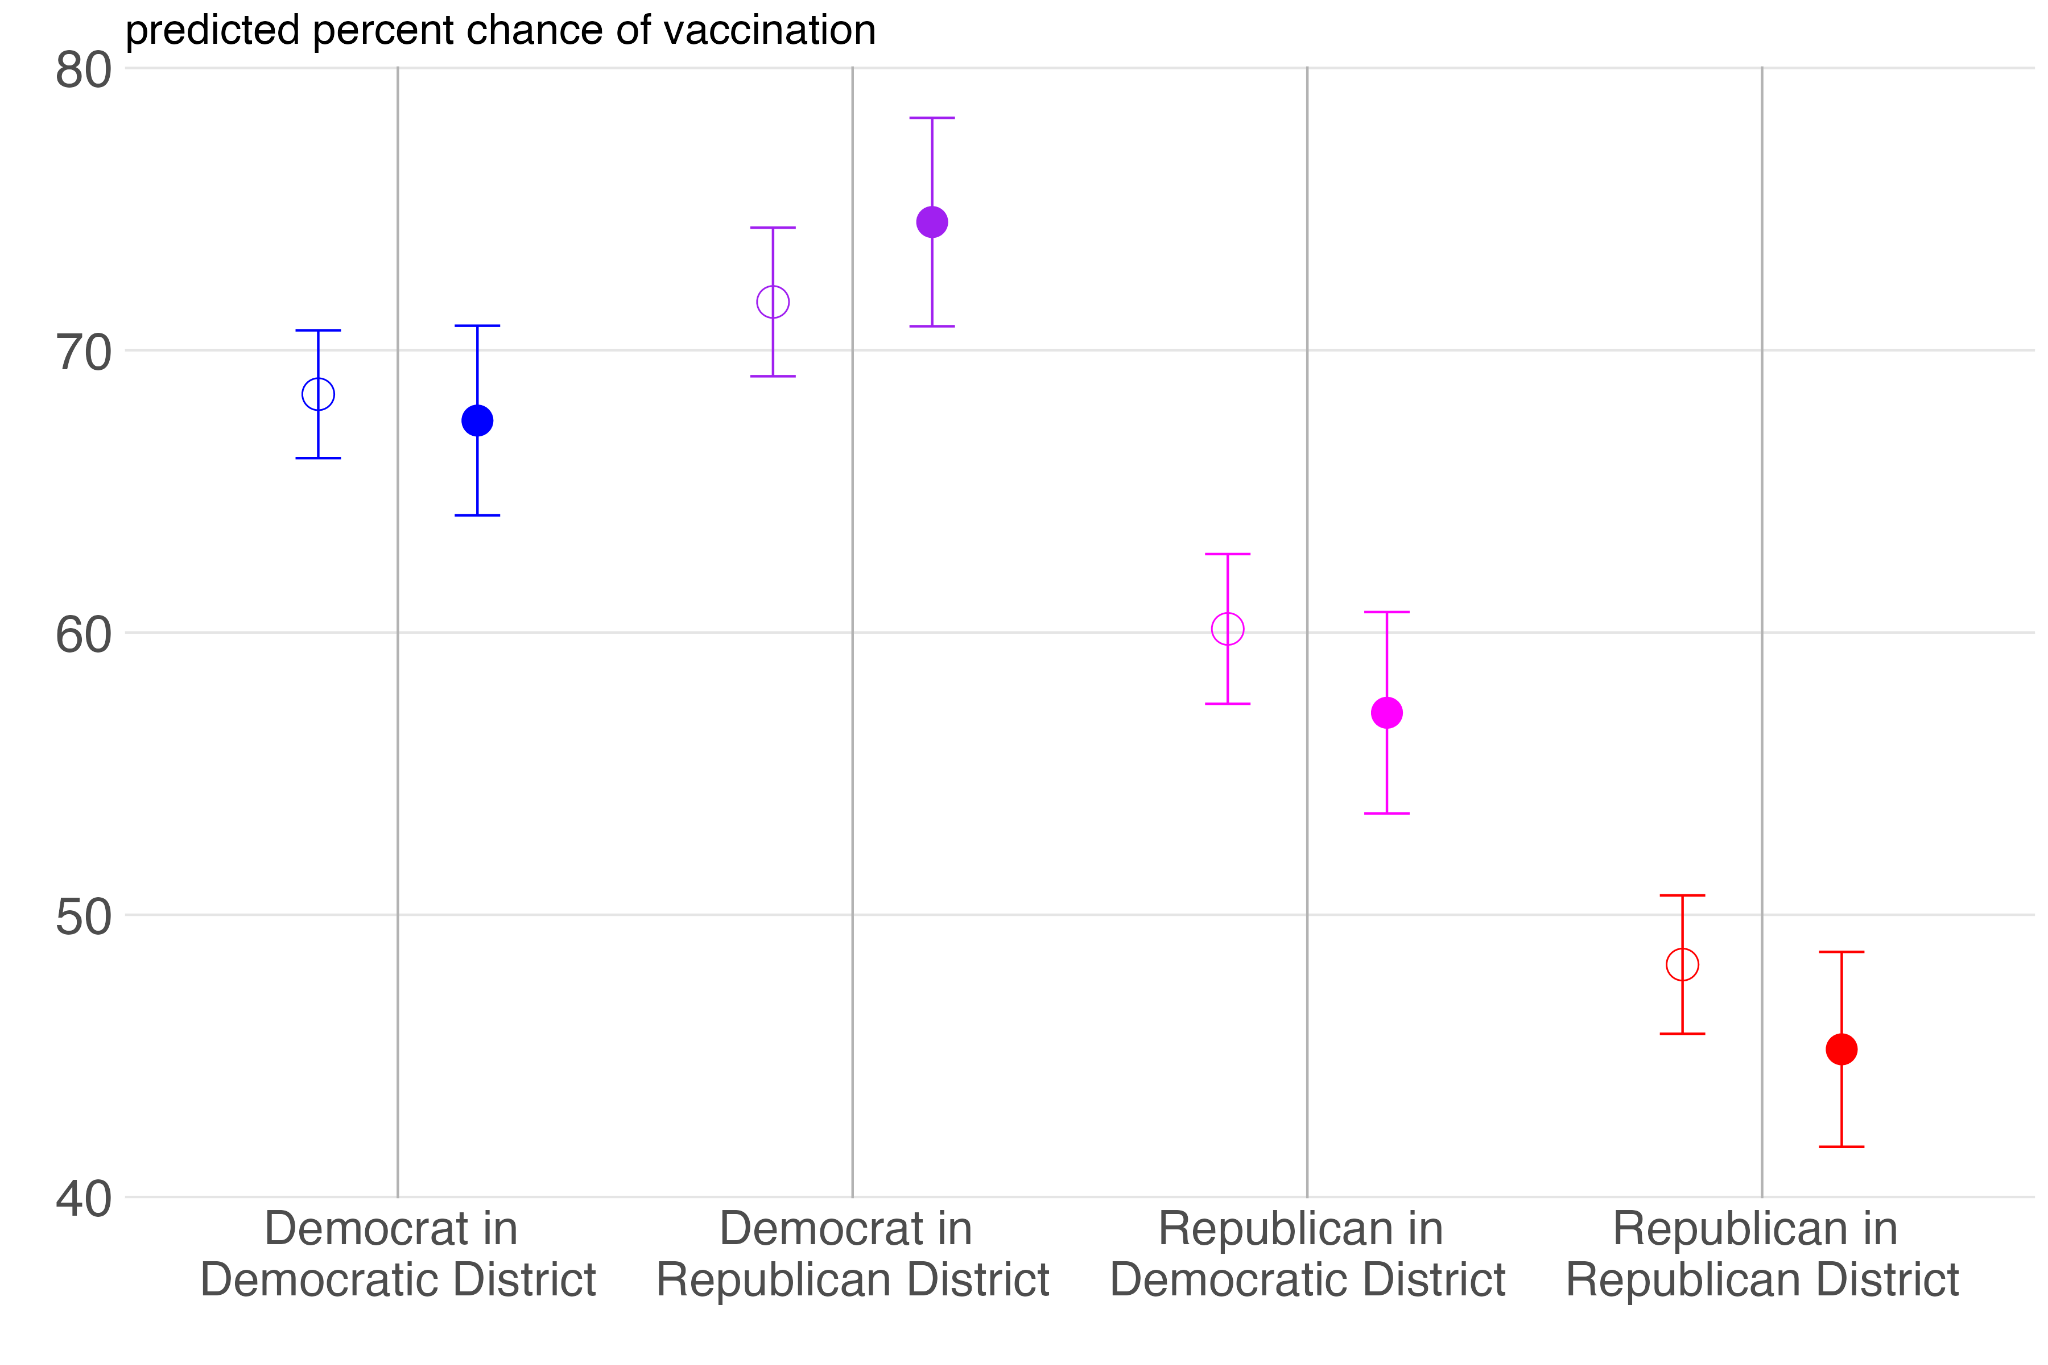 predicted percent chance of vaccination
80
70
60
50
40
Democrat in
Democratic District
Democrat in
Republican District
Republican in
Democratic District
Republican in
Republican District